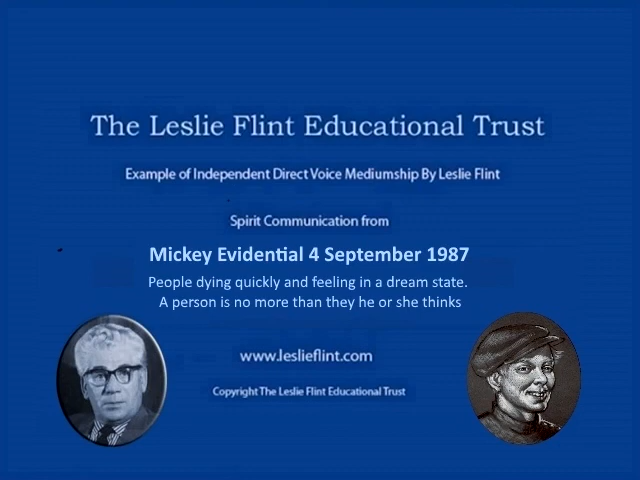 The Leslie Flint Educational Trust
Example of Independent Direct Voice Mediumship By Leslie Flint
Spirit Communication from
Mickey Evidential 4 September 1987
People dying quickly and feeling in a dream state.
A person is no more than they he or she thinks
www.leslieflint.com
Copyright The Leslie Flint Educational Trust